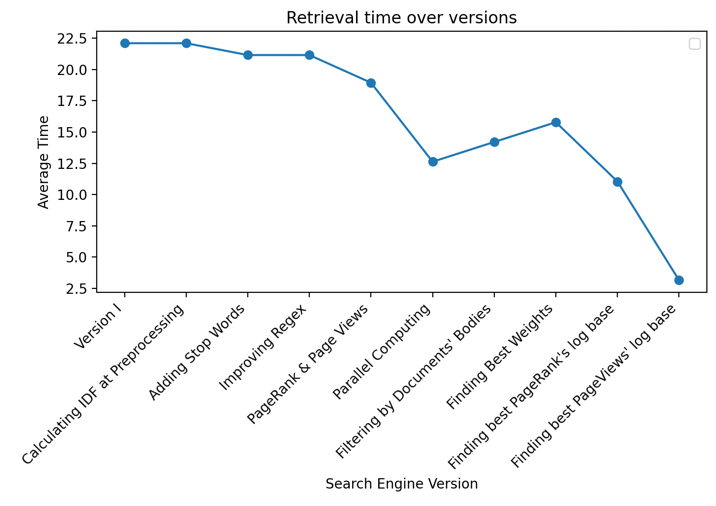 Retrieval time over versions
22.5
20.0
17.5
15.0
12.5
10.0
7.5
5.0
2.5
Average Time
Version I
Calculating IDF at Preprocessing
Adding Stop Words
Improving Regex
PageRank & Page Views
Parallel Computing
Filtering by Documents' Bodies
Finding Best Weights
Finding best PageRank's log base
Finding best PageViews' log base
Search Engine Version